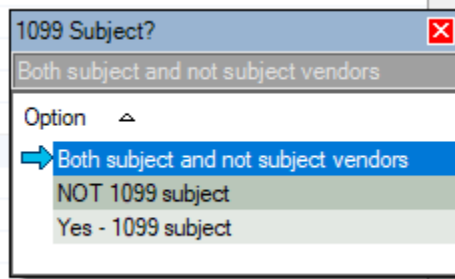 1099 Subject?
Both subject and not subject vendors
Option
Both subject and not subject vendors
NOT 1099 subject
Yes - 1099 subject